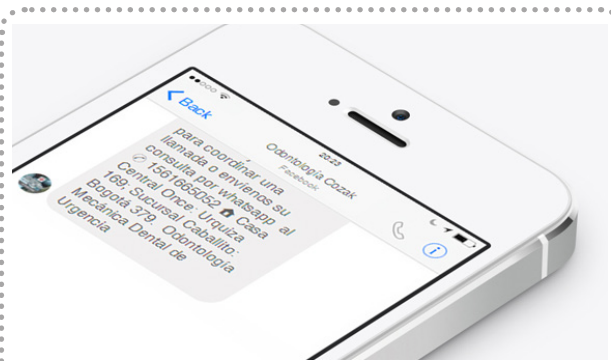 20:23
Back
Odontología Cozak
Facebook
para coordinar una
llamada o envíenos su
consulta por whatsapp al
1561665052 Casa
Central Once. Urquiza
169, Sucursal Caballito:
Bogotá 379. Odontología
Mecánica Dental de
Urgencia